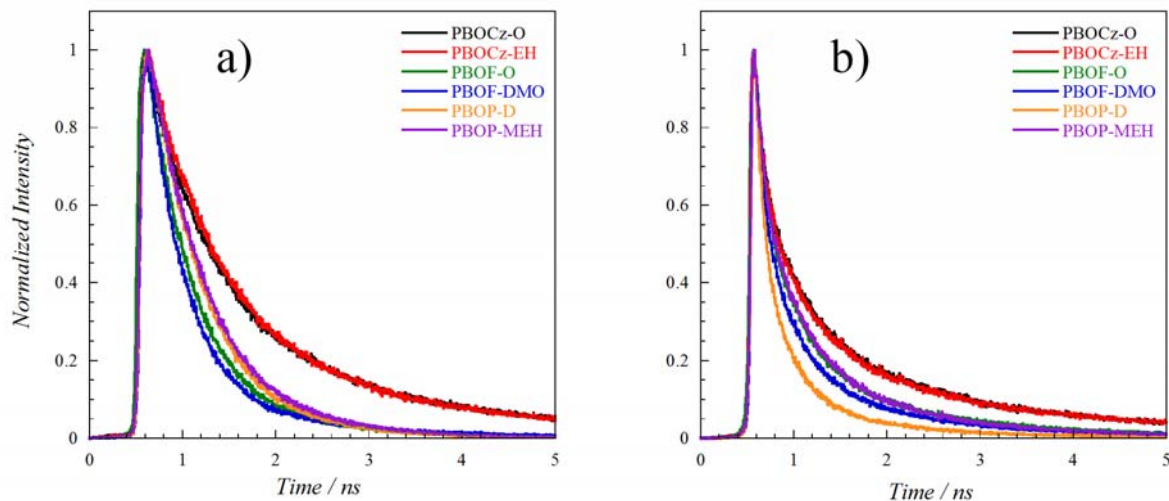 a)
PBOCz-O
PBOCz-EH
PBOF-O
PBOF-DMO
PBOP-D
PBOP-MEH
Normalized Intensity
1
0.8
0.6
0.4
0.2
0
0 1 2 3 4 5
Time / ns
b)
PBOCz-O
PBOCz-EH
PBOF-O
PBOF-DMO
PBOP-D
PBOP-MEH
1
0.8
0.6
0.4
0.2
0
0 1 2 3 4 5
Time / ns